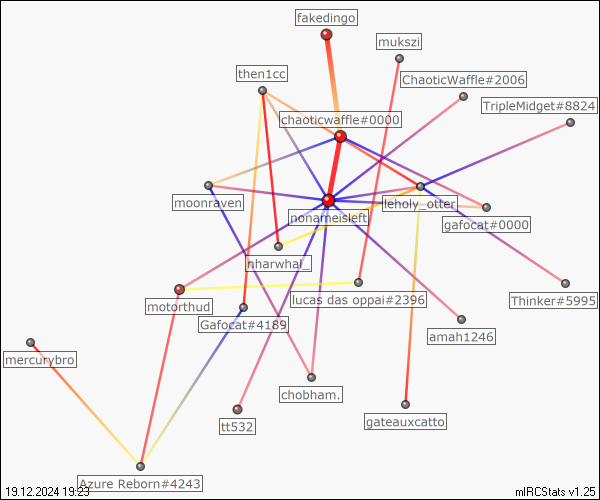 fakedingo
mukszi
then1cc
ChaoticWaffle#2006
TripleMidget#8824
chaoticwaffle#0000
moonraven
nonameisleft
leholy_otter
gafocat#0000
nharwhal_
motorthud
lucas das oppai#2396
Thinker#5995
Gafocat#4189
amah1246
mercurybro
chobham.
gateauxcatto
tt532
Azure Reborn#4243
19.12.2024 19:23
mIRCStats v1.25